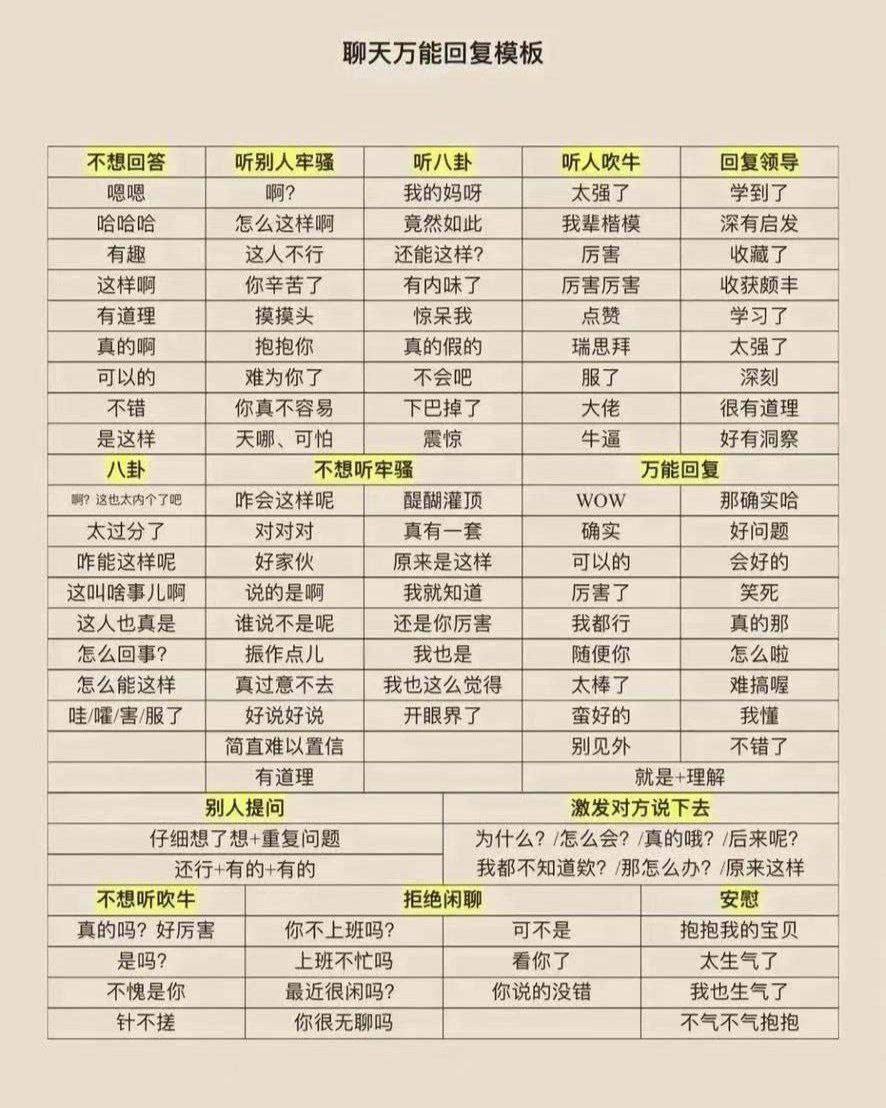 聊天万能回复模板
不想回答 听别人牢骚 听八卦 听人吹牛 回复领导
嗯嗯 啊? 我的妈呀 太强了 学到了
哈哈哈 怎么这样啊 竟然如此 我辈楷模 深有启发
有趣 这人不行 还能这样? 厉害 收藏了
这样啊 你辛苦了 有内味了 厉害厉害 收获颇丰
有道理 摸摸头 惊呆我 点赞 学习了
真的啊 抱抱你 真的假的 瑞思拜 太强了
可以的 难为你了 不会吧 服了 深刻
不错 你真不容易 下巴掉了 大佬 很有道理
是这样 天哪、可怕 震惊 牛逼 好有洞察
八卦 不想听牢骚 万能回复
啊? 这也太内个了吧 咋会这样呢 醍醐灌顶 WOW 那确实哈
太过分了 对对对 真有一套 确实 好问题
咋能这样呢 好家伙 原来是这样 可以的 会好的
这叫啥事儿啊 说的是啊 我就知道 厉害了 笑死
这人也真是 谁说不是呢 还是你厉害 我都行 真的那
怎么回事? 振作点儿 我也是 随便你 怎么啦
怎么能这样 真过意不去 我也这么觉得 太棒了 难搞喔
哇/嚯/害/服了 好说好说 开眼界了 蛮好的 我懂
简直难以置信 别见外 不错了
有道理 就是+理解
别人提问 激发对方说下去
仔细想了想+重复问题 为什么? /怎么会? /真的哦? /后来呢?
还行+有的+有的 我都不知道欸? /那怎么办? /原来这样
不想听吹牛 拒绝闲聊 安慰
真的吗? 好厉害 你不上班吗? 可不是 抱抱我的宝贝
是吗? 上班不忙吗 看你了 太生气了
不愧是你 最近很闲吗? 你说的没错 我也生气了
针不搓 你很无聊吗 不气不气抱抱